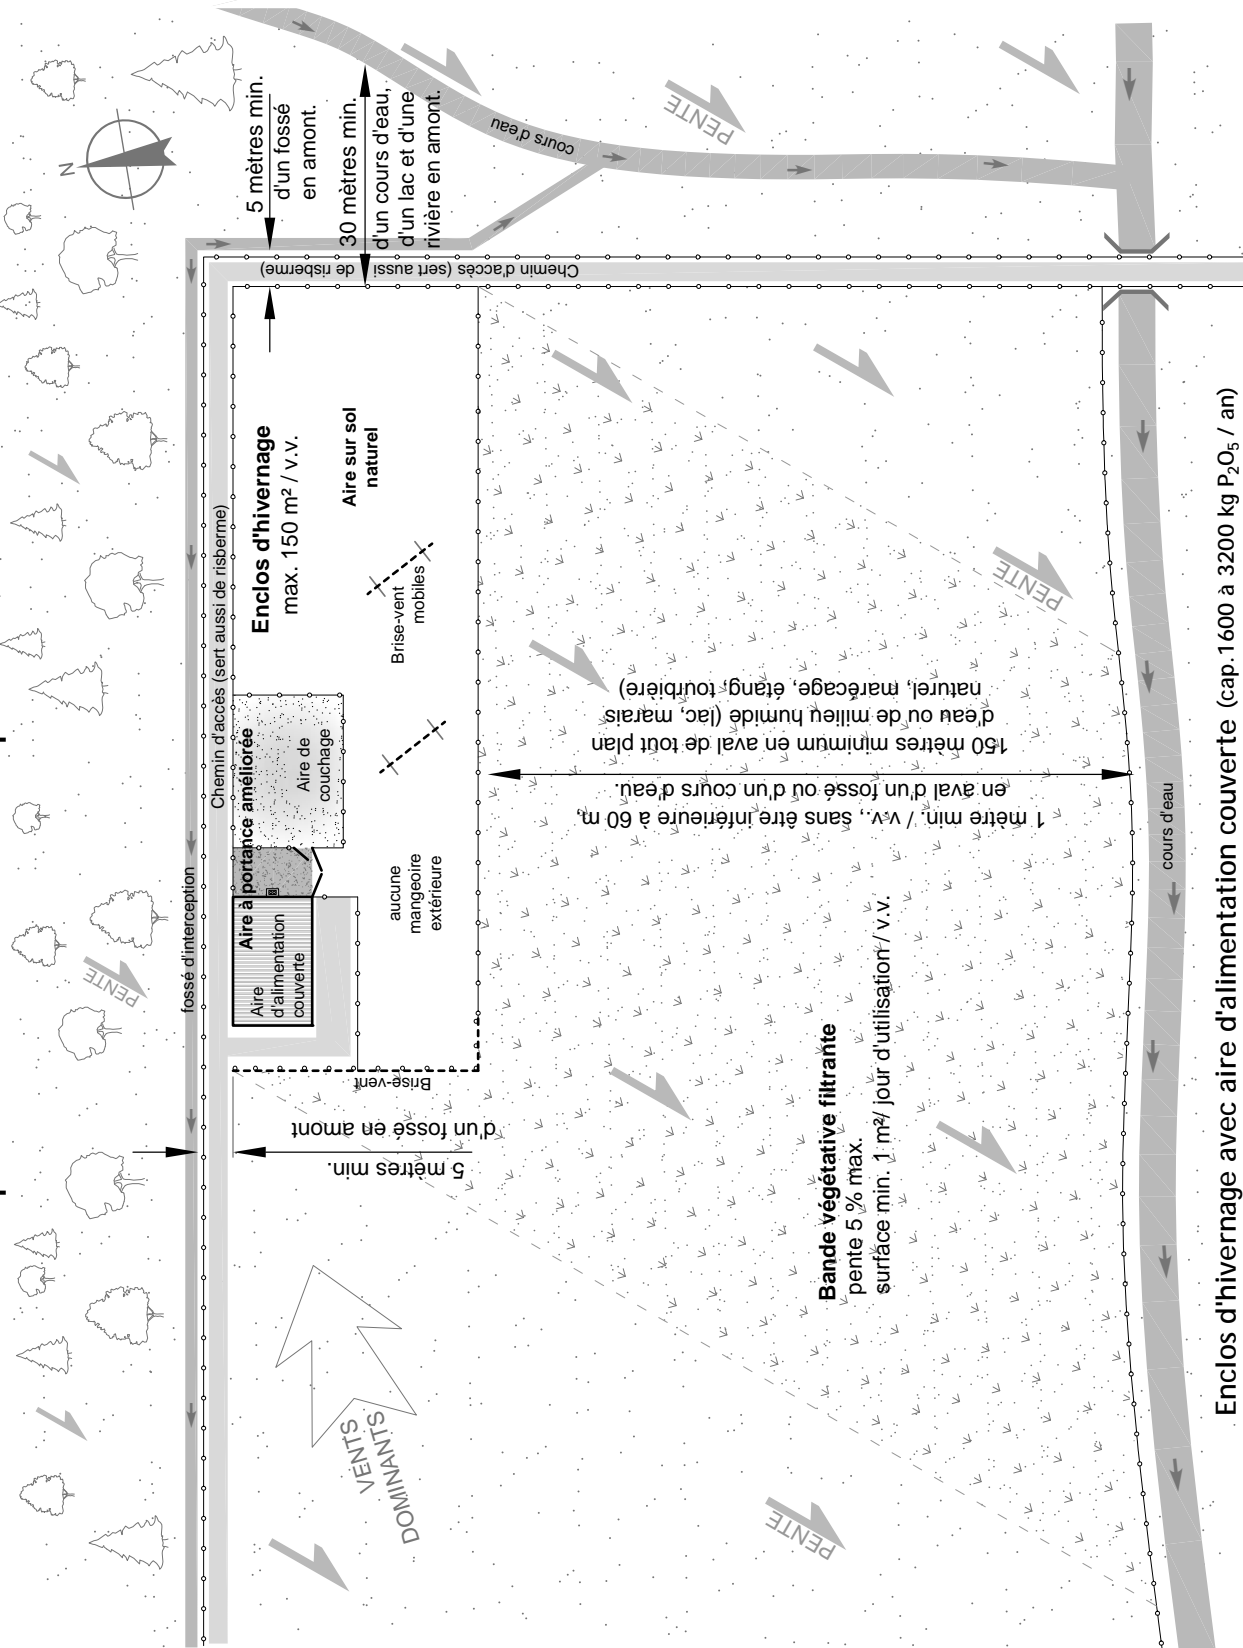 fossé d'interception
Chemin d'accès (sert aussi de risberme)
PENTE
N
5 mètres min.
d'un fossé
en amont.
30 mètres min.
d'un cours d'eau,
d'un lac et d'une
rivière en amont.
Chemin d'accès (sert aussi de risberme)
cours d'eau
PENTE
Enclos d'hivernage
max. 150 m² / v.v.
Aire sur sol
naturel
Aire à portance améliorée
Aire
d'alimentation
couverte
Aire de
couchage
Brise-vent
mobiles
aucune
mangeoire
extérieure
Brise-vent
5 mètres min.
d'un fossé en amont
VENTS
DOMINANTS
1 mètre min. / v.v., sans être inférieure à 60 m,
en aval d'un fossé ou d'un cours d'eau.
150 mètres minimum en aval de tout plan
d'eau ou de milieu humide (lac, marais
naturel, marécage, étang, tourbière)
PENTE
Bande végétative filtrante
pente 5 % max.
surface min. 1 m²/ jour d'utilisation / v.v.
PENTE
cours d'eau
Enclos d'hivernage avec aire d'alimentation couverte (cap.1600 à 3200 kg P₂O₅ / an)